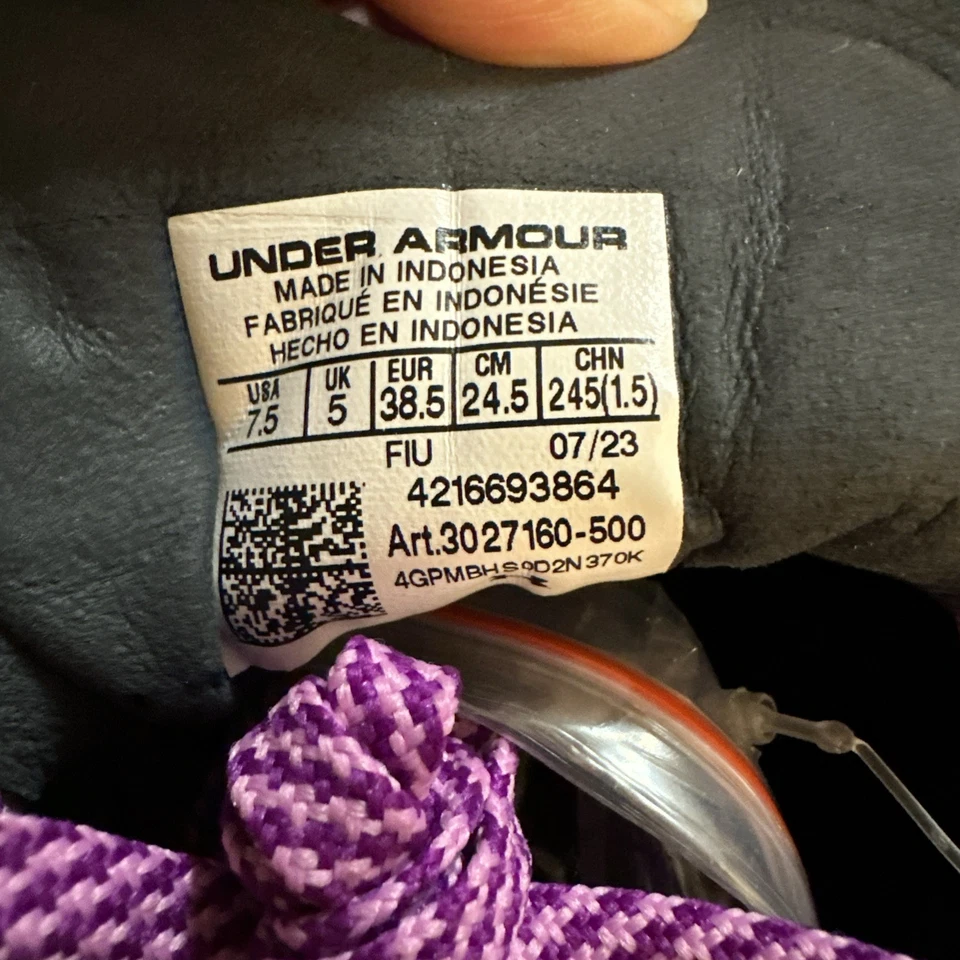 UNDER ARMOUR
MADE IN INDONESIA
FABRIQUÉ EN INDONÉSIE
HECHO EN INDONESIA
USA UK EUR CM CHN
7.5 5 38.5 24.5 245(1.5)
FIU 07/23
4216693864
Art.3027160-500